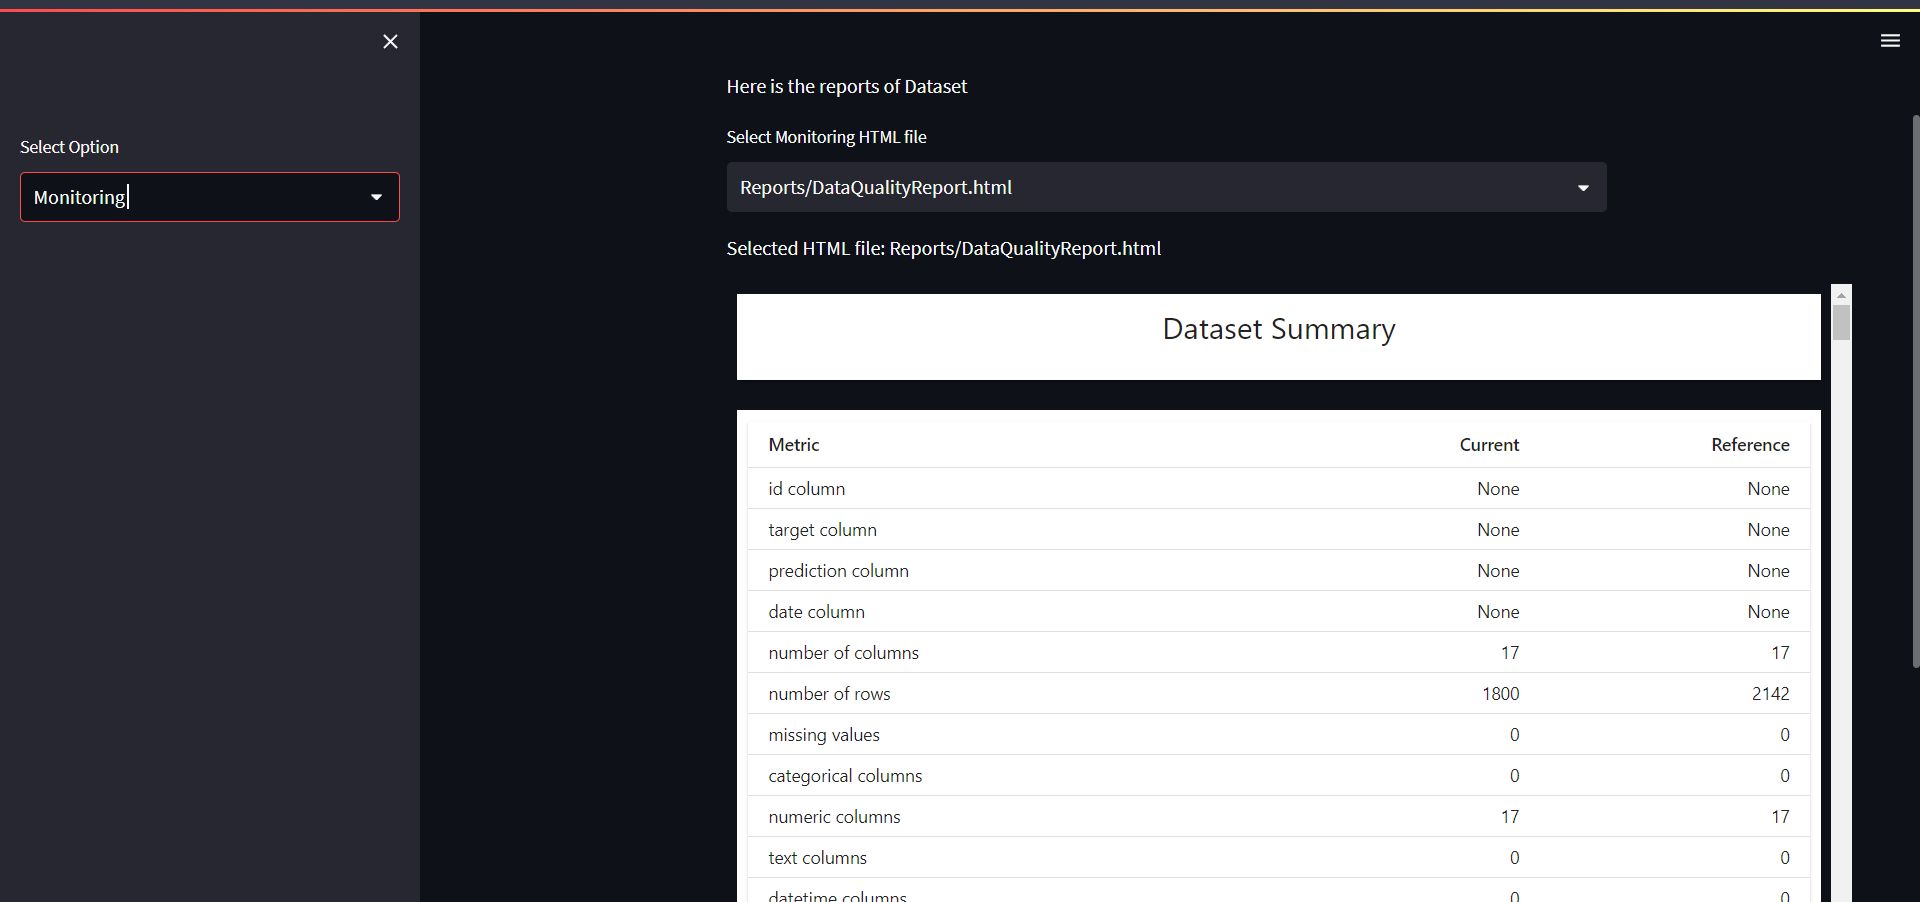 Select Option
Monitoring
Here is the reports of Dataset
Select Monitoring HTML file
Reports/DataQualityReport.html
Selected HTML file: Reports/DataQualityReport.html
Dataset Summary
Metric Current Reference
id column None None
target column None None
prediction column None None
date column None None
number of columns 17 17
number of rows 1800 2142
missing values 0 0
categorical columns 0 0
numeric columns 17 17
text columns 0 0
datetime columns 0 0